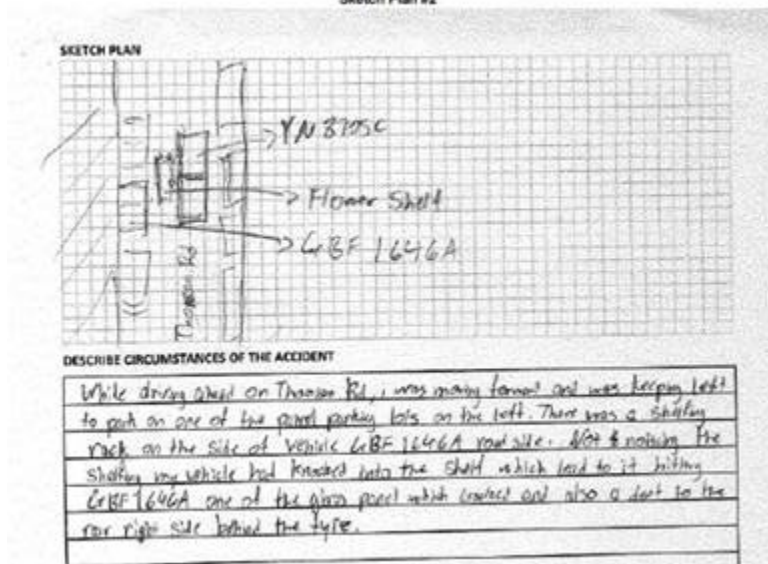 Sketch Plan #2
SKETCH PLAN
YN 8705C
Flower Shelf
GBF 1646A
Thomson Rd
DESCRIBE CIRCUMSTANCES OF THE ACCIDENT
While driving ahead on Thomson Rd, i was moving forward and was keeping left
to park on one of the parallel parking lots on the left. There was a shelfing
rack on the side of vehicle GBF 1646A road side. Not noticing the
shelfing my vehicle had knocked into the shelf which lead to it hitting
GBF 1646A one of the glass panel which cracked and also a dent to the
rear right side behind the tyre.